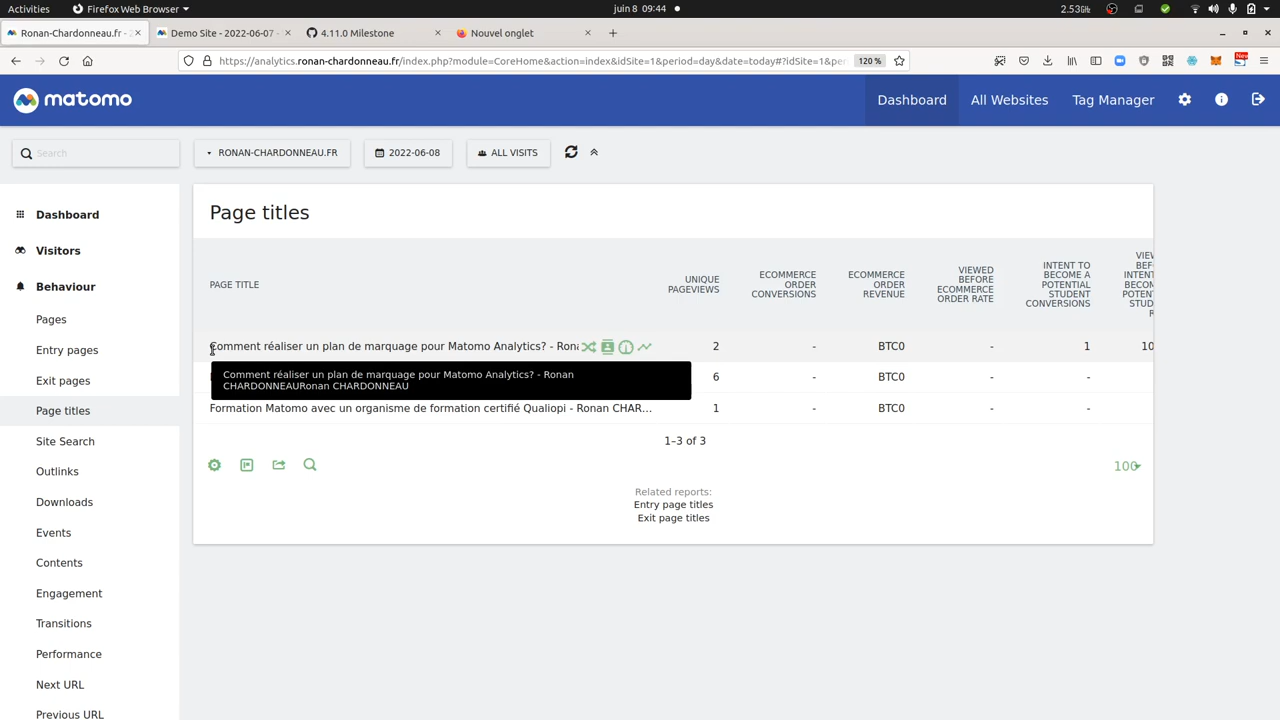 Activities
Firefox Web Browser
juin 8 09:44
2.53
Ronan-Chardonneau.fr -
Demo Site - 2022-06-07 -
4.11.0 Milestone
Nouvel onglet
https://analytics.ronan-chardonneau.fr/index.php?module=CoreHome&action=index&idSite=1&period=day&date=today#?idSite=1&per
120 %
New
matomo
Dashboard
All Websites
Tag Manager
Search
RONAN-CHARDONNEAU.FR
2022-06-08
ALL VISITS
Dashboard
Visitors
Behaviour
Pages
Entry pages
Exit pages
Page titles
Site Search
Outlinks
Downloads
Events
Contents
Engagement
Transitions
Performance
Next URL
Previous URL
Page titles
PAGE TITLE
UNIQUE
PAGEVIEWS
ECOMMERCE
ORDER
CONVERSIONS
ECOMMERCE
ORDER
REVENUE
VIEWED
BEFORE
ECOMMERCE
ORDER RATE
INTENT TO
BECOME A
POTENTIAL
STUDENT
CONVERSIONS
VIEW
BEF
INTENT
BECOM
POTEN
STUD
R
Comment réaliser un plan de marquage pour Matomo Analytics? - Rona 2 - BTC0 - 1 10
Comment réaliser un plan de marquage pour Matomo Analytics? - Ronan
CHARDONNEAURonan CHARDONNEAU
6 - BTC0 - -
Formation Matomo avec un organisme de formation certifié Qualiopi - Ronan CHAR... 1 - BTC0 - -
1–3 of 3
100
Related reports:
Entry page titles
Exit page titles